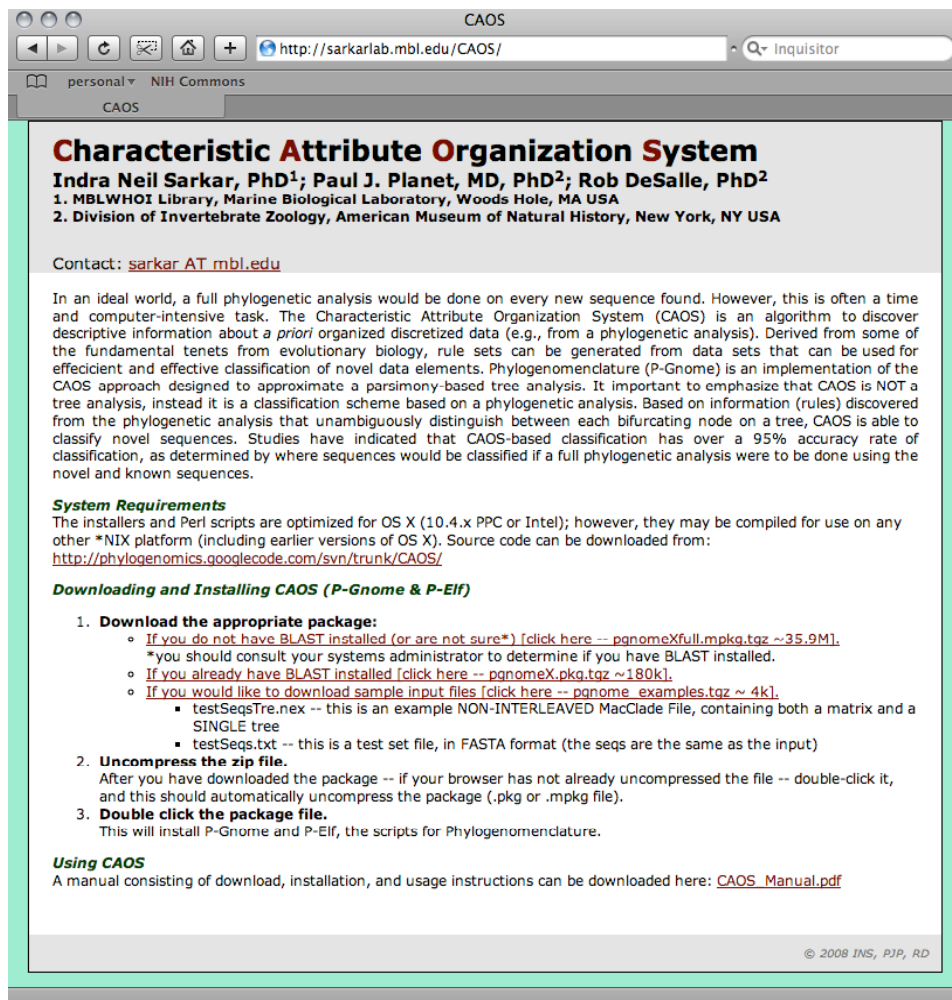 CAOS
http://sarkarlab.mbl.edu/CAOS/
Inquisitor
personal NIH Commons
CAOS
Characteristic Attribute Organization System
Indra Neil Sarkar, PhD1; Paul J. Planet, MD, PhD2; Rob DeSalle, PhD2
1. MBLWHOI Library, Marine Biological Laboratory, Woods Hole, MA USA
2. Division of Invertebrate Zoology, American Museum of Natural History, New York, NY USA
Contact: sarkar AT mbl.edu
In an ideal world, a full phylogenetic analysis would be done on every new sequence found. However, this is often a time
and computer-intensive task. The Characteristic Attribute Organization System (CAOS) is an algorithm to discover
descriptive information about a priori organized discretized data (e.g., from a phylogenetic analysis). Derived from some of
the fundamental tenets from evolutionary biology, rule sets can be generated from data sets that can be used for
effecicient and effective classification of novel data elements. Phylogenomenclature (P-Gnome) is an implementation of the
CAOS approach designed to approximate a parsimony-based tree analysis. It important to emphasize that CAOS is NOT a
tree analysis, instead it is a classification scheme based on a phylogenetic analysis. Based on information (rules) discovered
from the phylogenetic analysis that unambiguously distinguish between each bifurcating node on a tree, CAOS is able to
classify novel sequences. Studies have indicated that CAOS-based classification has over a 95% accuracy rate of
classification, as determined by where sequences would be classified if a full phylogenetic analysis were to be done using the
novel and known sequences.
System Requirements
The installers and Perl scripts are optimized for OS X (10.4.x PPC or Intel); however, they may be compiled for use on any
other *NIX platform (including earlier versions of OS X). Source code can be downloaded from:
http://phylogenomics.googlecode.com/svn/trunk/CAOS/
Downloading and Installing CAOS (P-Gnome & P-Elf)
1. Download the appropriate package:
If you do not have BLAST installed (or are not sure*) [click here -- pgnomeXfull.mpkg.tgz ~35.9M].
*you should consult your systems administrator to determine if you have BLAST installed.
If you already have BLAST installed [click here -- pgnomeX.pkg.tgz ~180k].
If you would like to download sample input files [click here -- pgnome_examples.tgz ~ 4k].
testSeqsTre.nex -- this is an example NON-INTERLEAVED MacClade File, containing both a matrix and a
SINGLE tree
testSeqs.txt -- this is a test set file, in FASTA format (the seqs are the same as the input)
2. Uncompress the zip file.
After you have downloaded the package -- if your browser has not already uncompressed the file -- double-click it,
and this should automatically uncompress the package (.pkg or .mpkg file).
3. Double click the package file.
This will install P-Gnome and P-Elf, the scripts for Phylogenomenclature.
Using CAOS
A manual consisting of download, installation, and usage instructions can be downloaded here: CAOS_Manual.pdf
© 2008 INS, PJP, RD